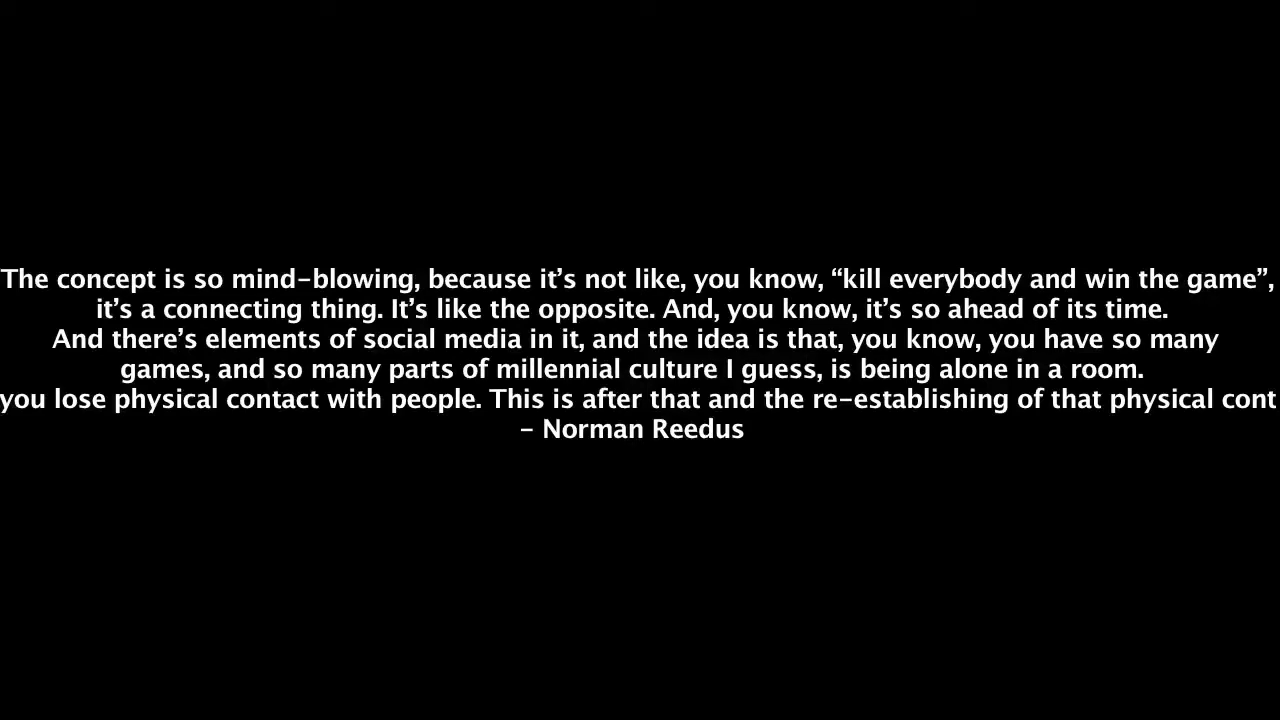 The concept is so mind-blowing, because it’s not like, you know, “kill everybody and win the game”,
it’s a connecting thing. It’s like the opposite. And, you know, it’s so ahead of its time.
And there’s elements of social media in it, and the idea is that, you know, you have so many
games, and so many parts of millennial culture I guess, is being alone in a room.
you lose physical contact with people. This is after that and the re-establishing of that physical cont
- Norman Reedus